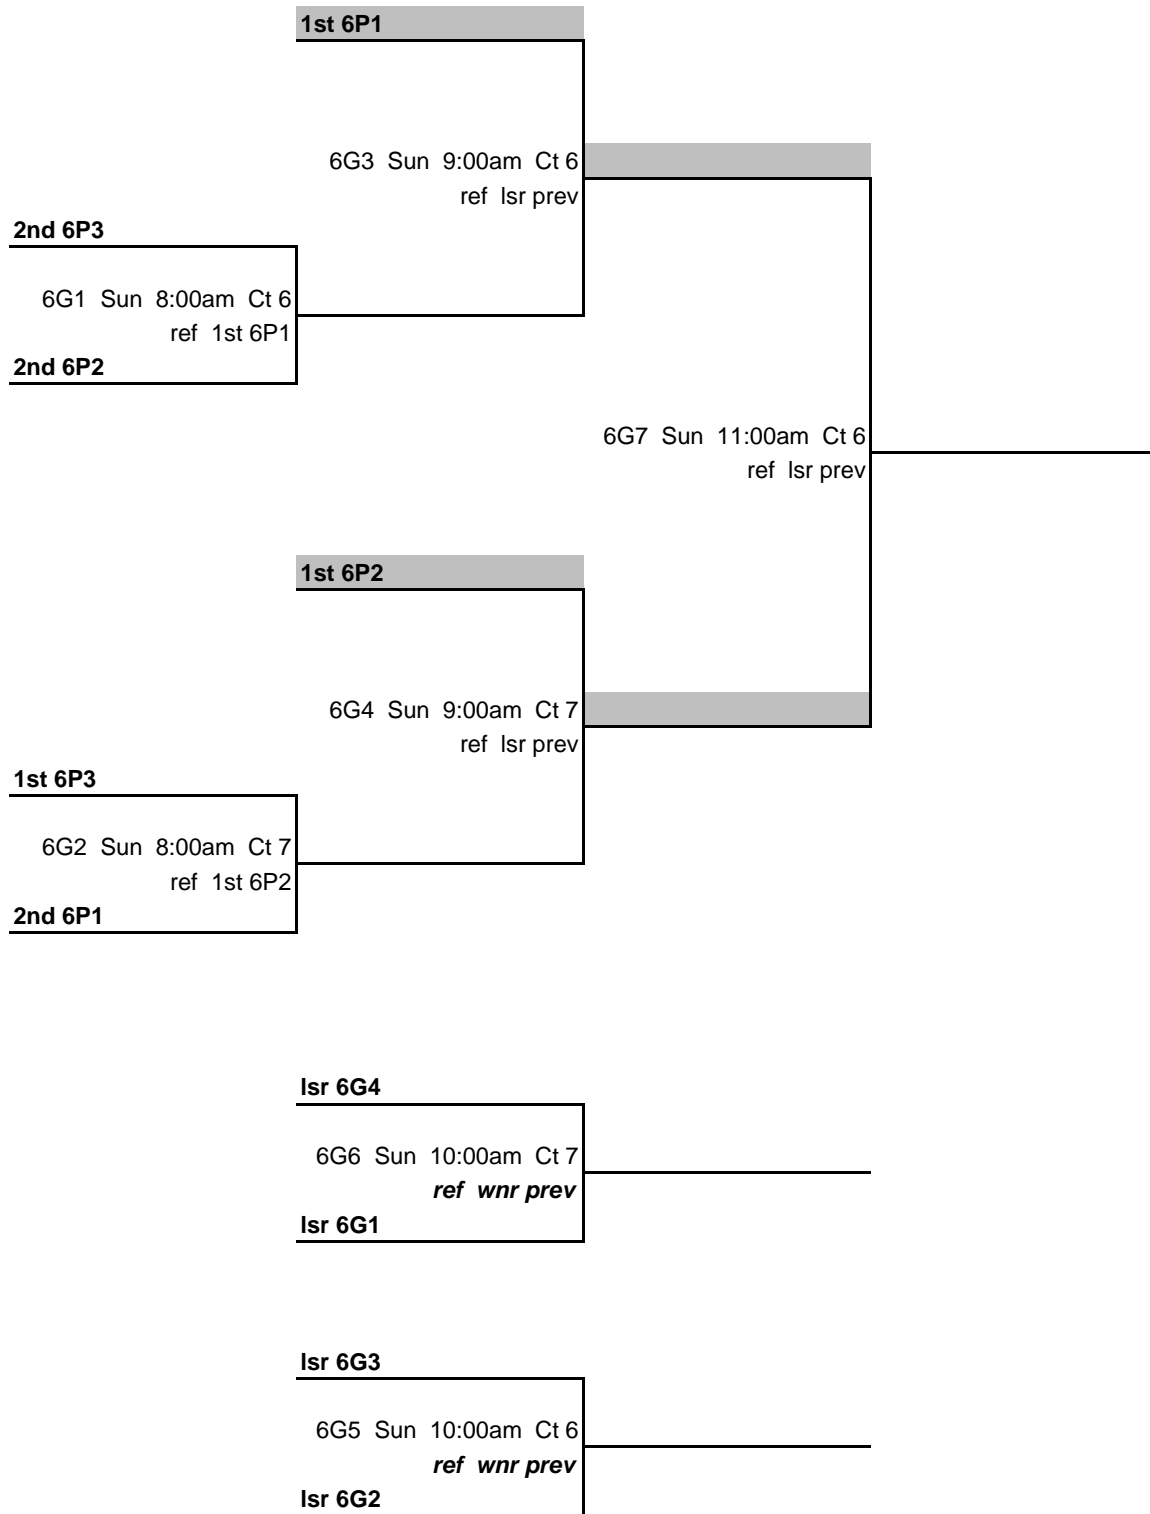 1st 6P1
6G3 Sun 9:00am Ct 6
ref lsr prev
2nd 6P3
6G1 Sun 8:00am Ct 6
ref 1st 6P1
2nd 6P2
6G7 Sun 11:00am Ct 6
ref lsr prev
1st 6P2
6G4 Sun 9:00am Ct 7
ref lsr prev
1st 6P3
6G2 Sun 8:00am Ct 7
ref 1st 6P2
2nd 6P1
lsr 6G4
6G6 Sun 10:00am Ct 7
ref wnr prev
lsr 6G1
lsr 6G3
6G5 Sun 10:00am Ct 6
ref wnr prev
lsr 6G2